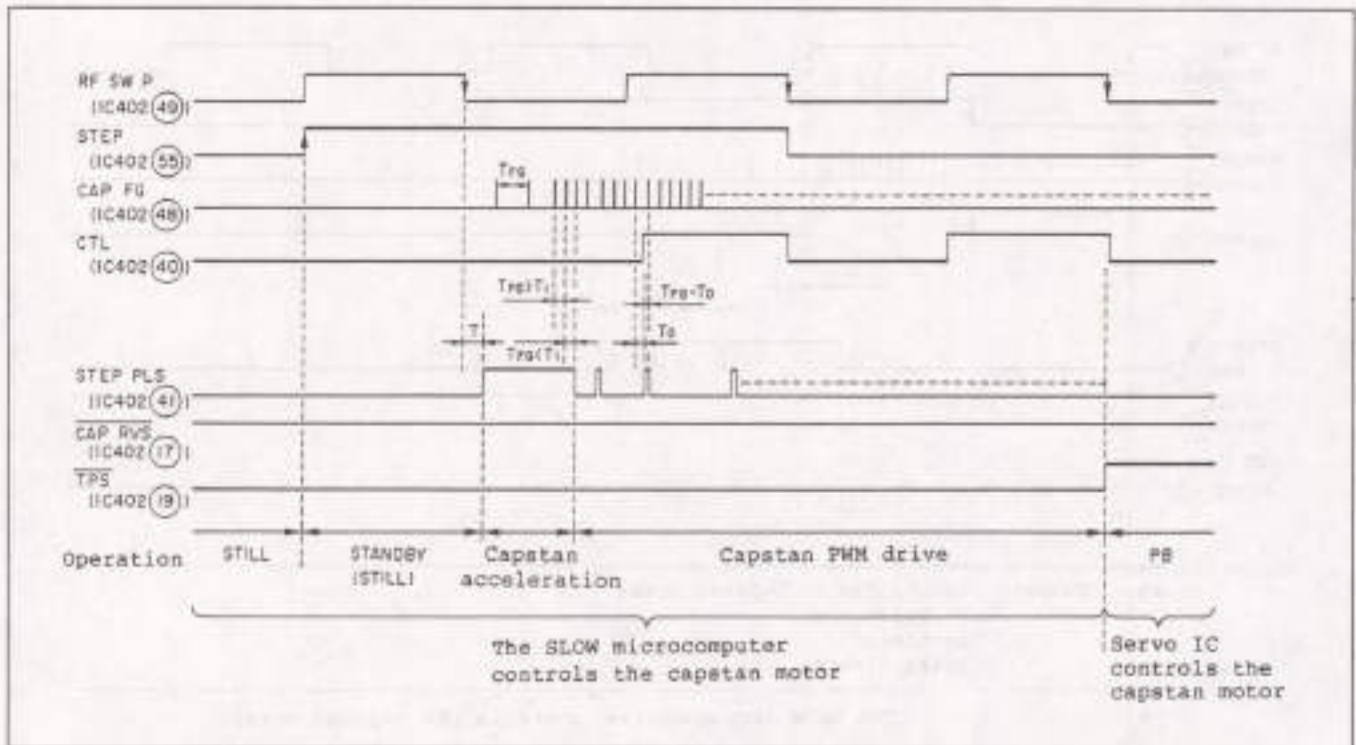 RF SW P
(IC402(49))
STEP
(IC402(55))
CAP FG
(IC402(48))
TFG
CTL
(IC402(40))
TFG>T1
TFG-T0
T
TFG<T1
T0
STEP PLS
(IC402(41))
CAP RVS
(IC402(17))
TPS
(IC402(19))
Operation
STILL
STANDBY
(STILL)
Capstan
acceleration
Capstan PWM drive
PB
The SLOW microcomputer
controls the capstan motor
Servo IC
controls the
capstan motor